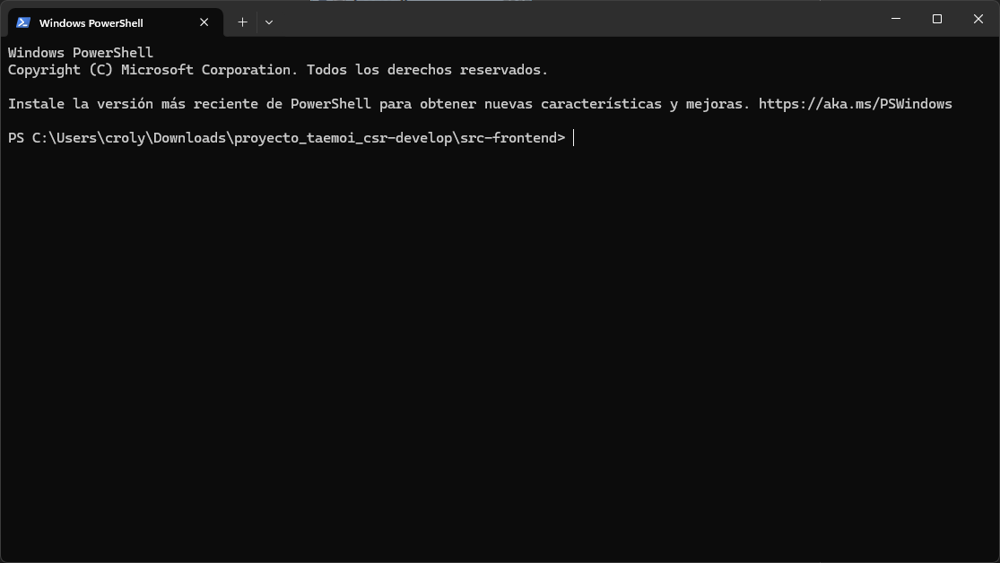 Windows PowerShell
Windows PowerShell
Copyright (C) Microsoft Corporation. Todos los derechos reservados.
Instale la versión más reciente de PowerShell para obtener nuevas características y mejoras. https://aka.ms/PSWindows
PS C:\Users\croly\Downloads\proyecto_taemoi_csr-develop\src-frontend>